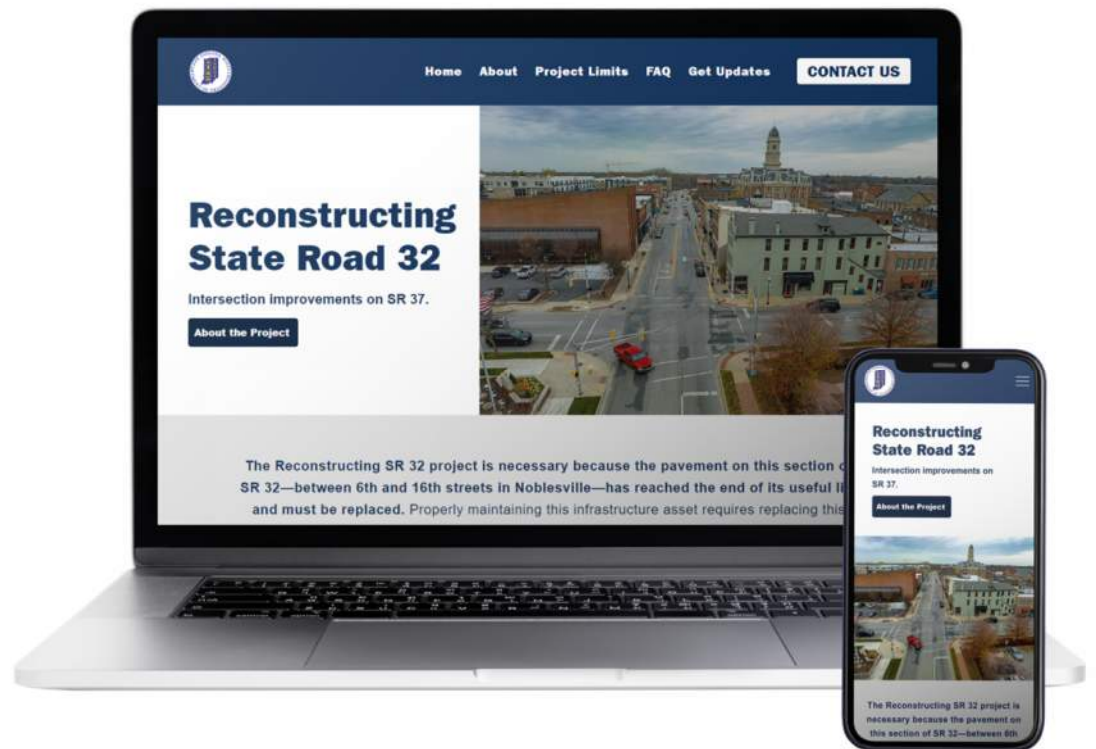 Home About Project Limits FAQ Get Updates CONTACT US
Reconstructing
State Road 32
Intersection improvements on SR 37.
About the Project
The Reconstructing SR 32 project is necessary because the pavement on this section
SR 32—between 6th and 16th streets in Noblesville—has reached the end of its useful
and must be replaced. Properly maintaining this infrastructure asset requires replacing this
Reconstructing
State Road 32
Intersection improvements on
SR 37.
About the Project
The Reconstructing SR 32 project is
necessary because the pavement on
this section of SR 32—between 6th